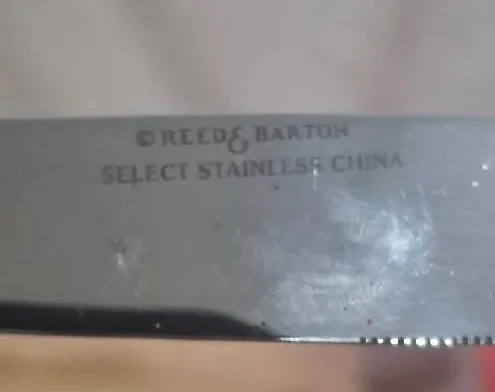 © REED & BARTON
SELECT STAINLESS CHINA